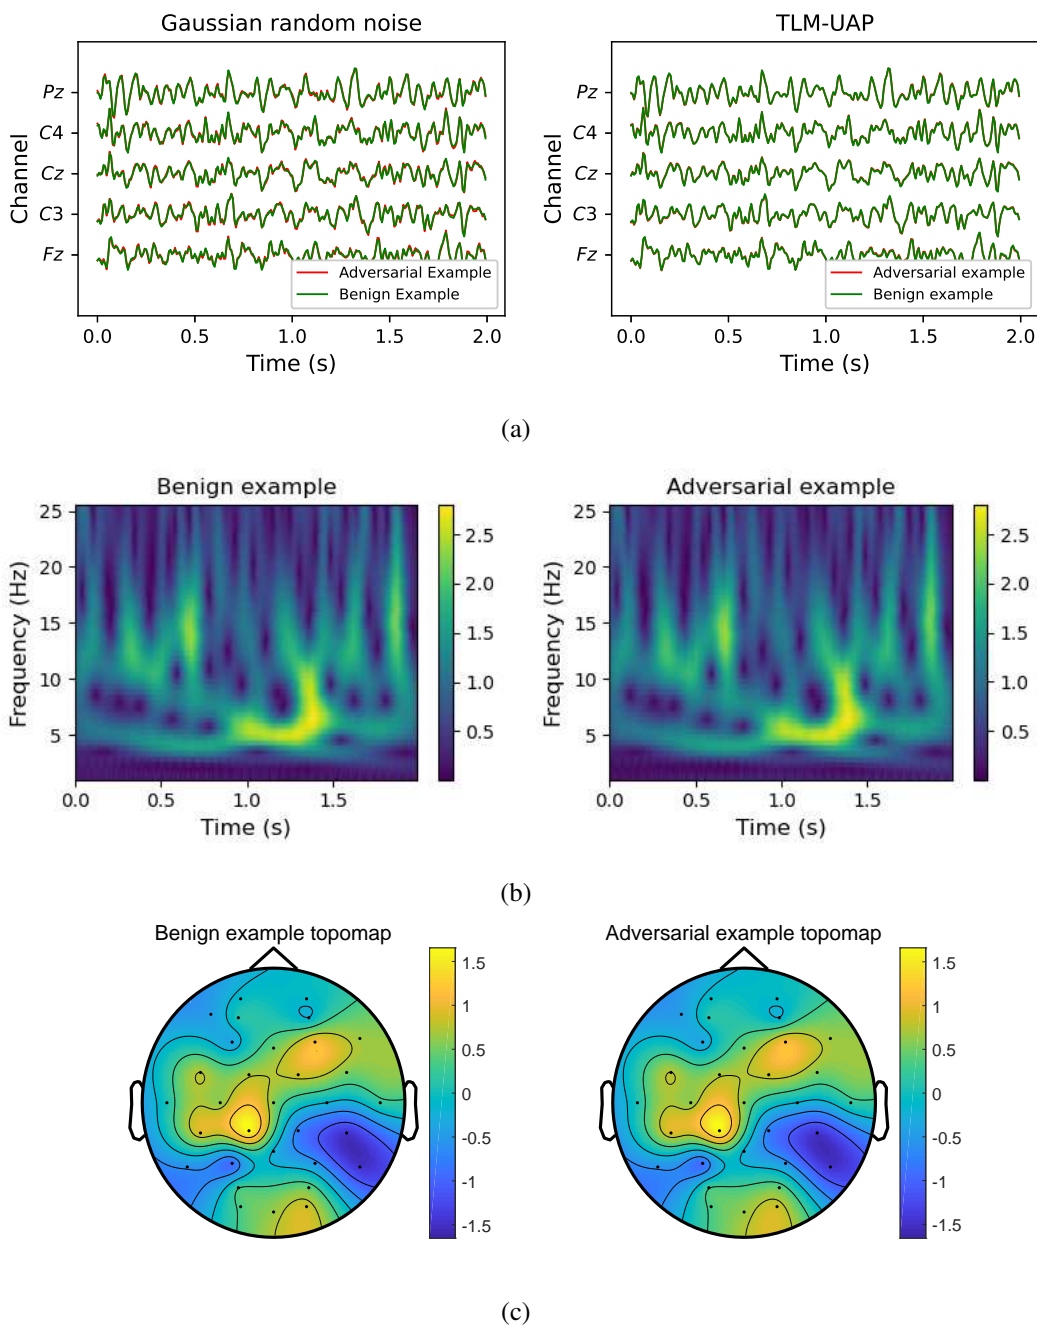 Gaussian random noise
TLM-UAP
Channel
Pz
C4
Cz
C3
Fz
Adversarial Example
Benign Example
0.0 0.5 1.0 1.5 2.0
Time (s)
Channel
Pz
C4
Cz
C3
Fz
Adversarial example
Benign example
0.0 0.5 1.0 1.5 2.0
Time (s)
(a)
Benign example
Frequency (Hz)
25
20
15
10
5
0.0 0.5 1.0 1.5
Time (s)
2.5
2.0
1.5
1.0
0.5
Adversarial example
Frequency (Hz)
25
20
15
10
5
0.0 0.5 1.0 1.5
Time (s)
2.5
2.0
1.5
1.0
0.5
(b)
Benign example topomap
1.5
1
0.5
0
-0.5
-1
-1.5
Adversarial example topomap
1.5
1
0.5
0
-0.5
-1
-1.5
(c)